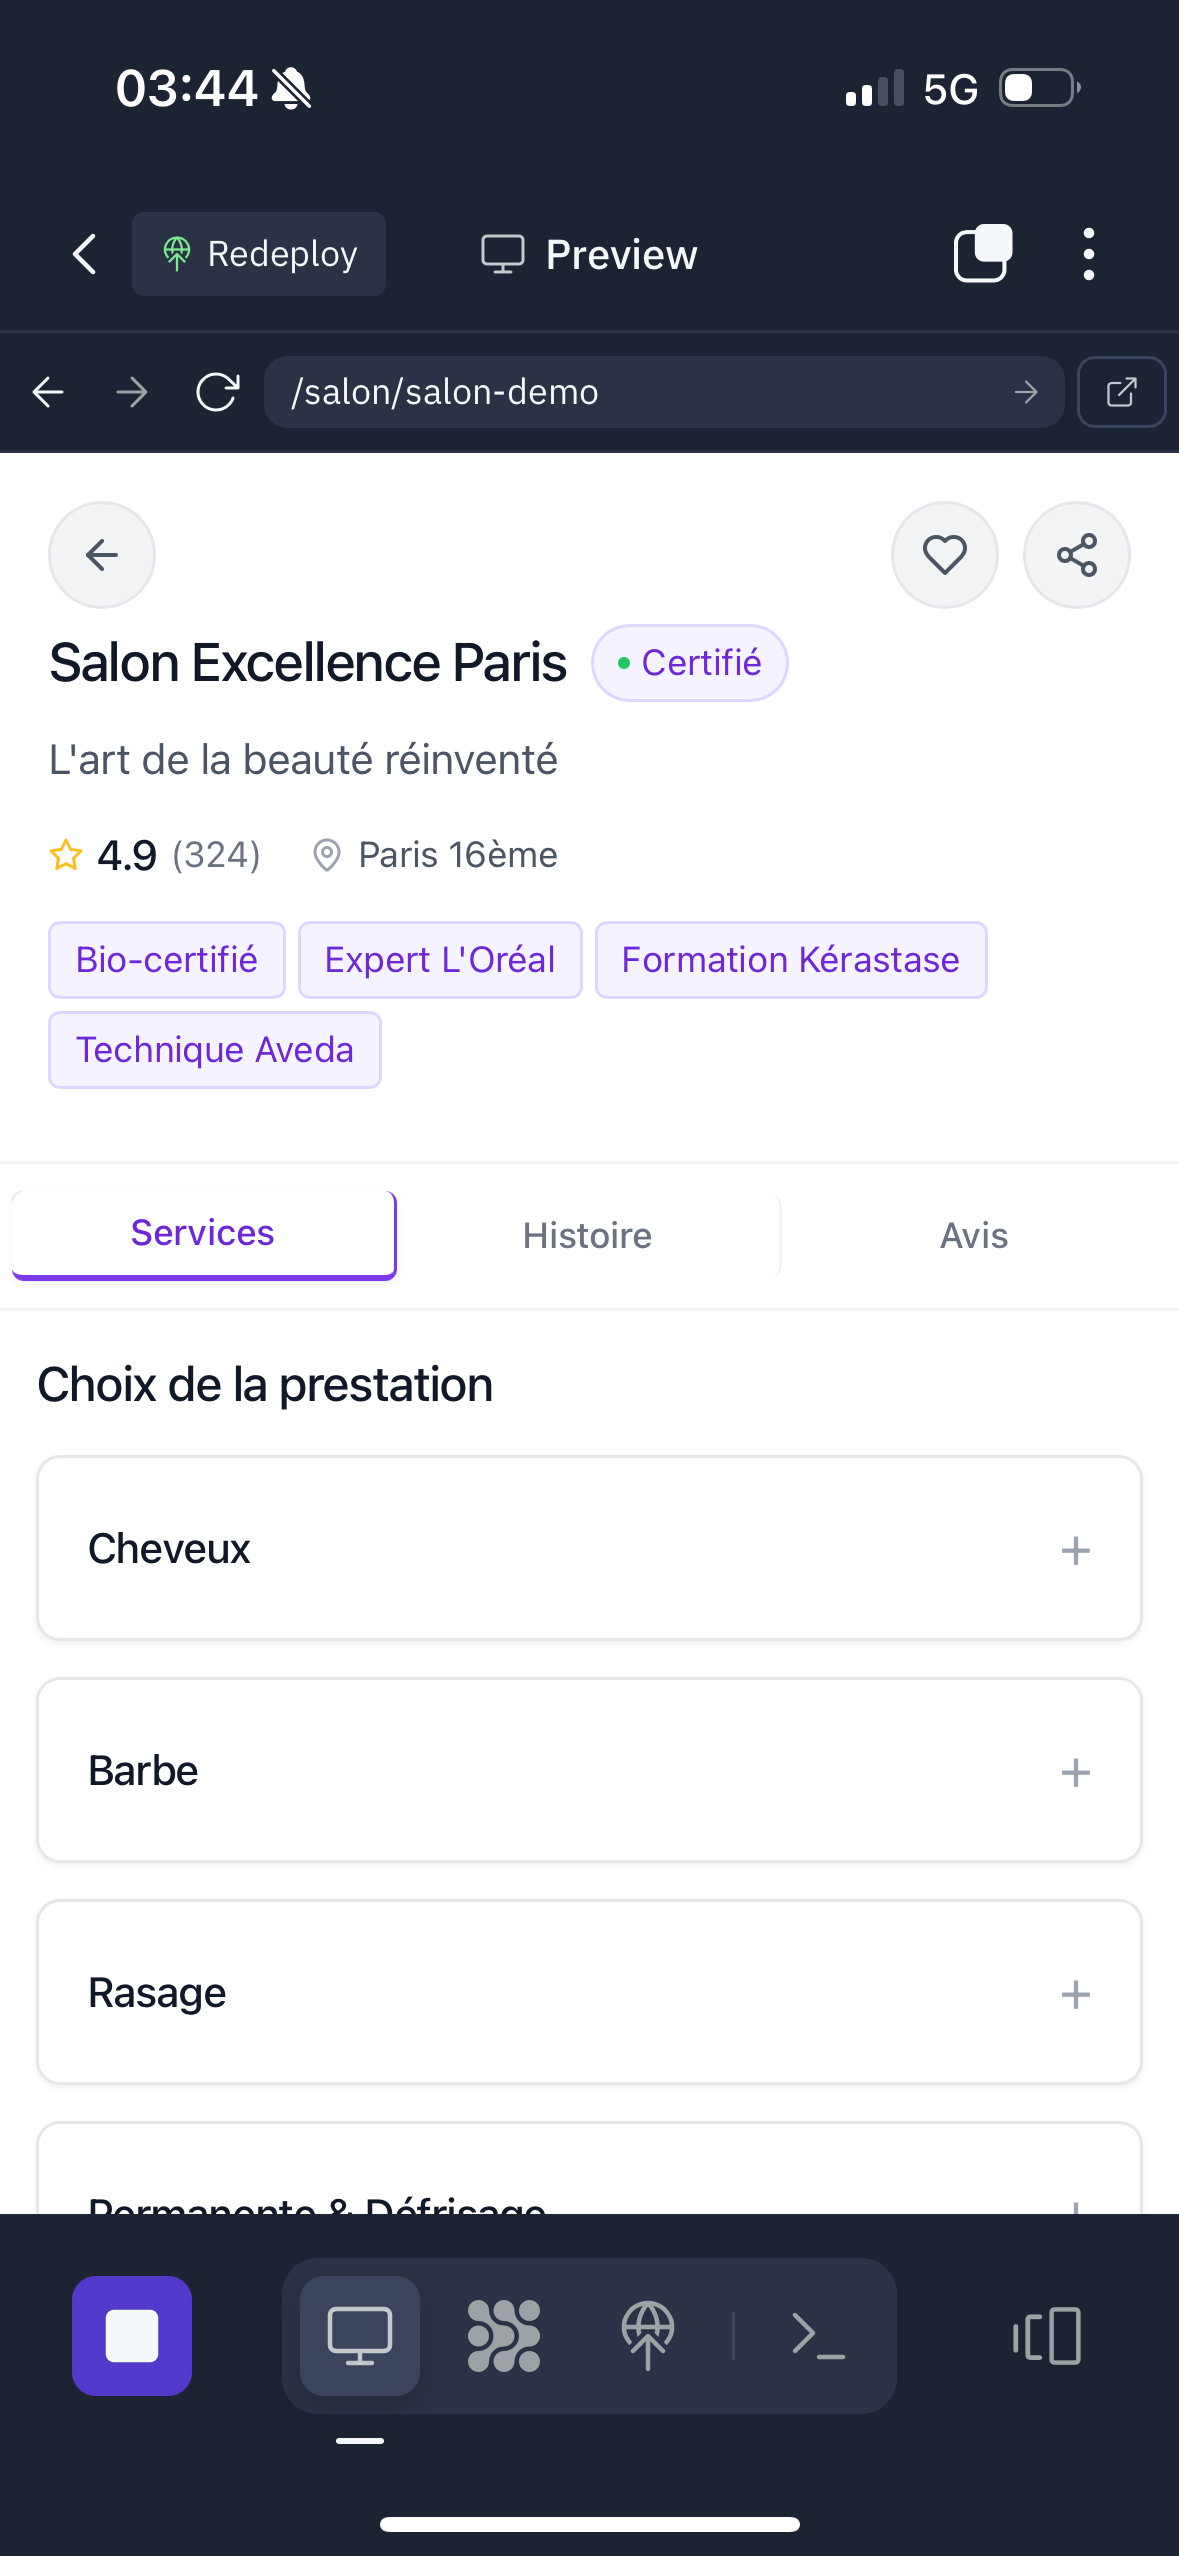 03:44
5G
Redeploy
Preview
/salon/salon-demo
Salon Excellence Paris
Certifié
L'art de la beauté réinventé
4.9 (324)
Paris 16ème
Bio-certifié
Expert L'Oréal
Formation Kérastase
Technique Aveda
Services
Histoire
Avis
Choix de la prestation
Cheveux
+
Barbe
+
Rasage
+
Permanente & Défrisage
+